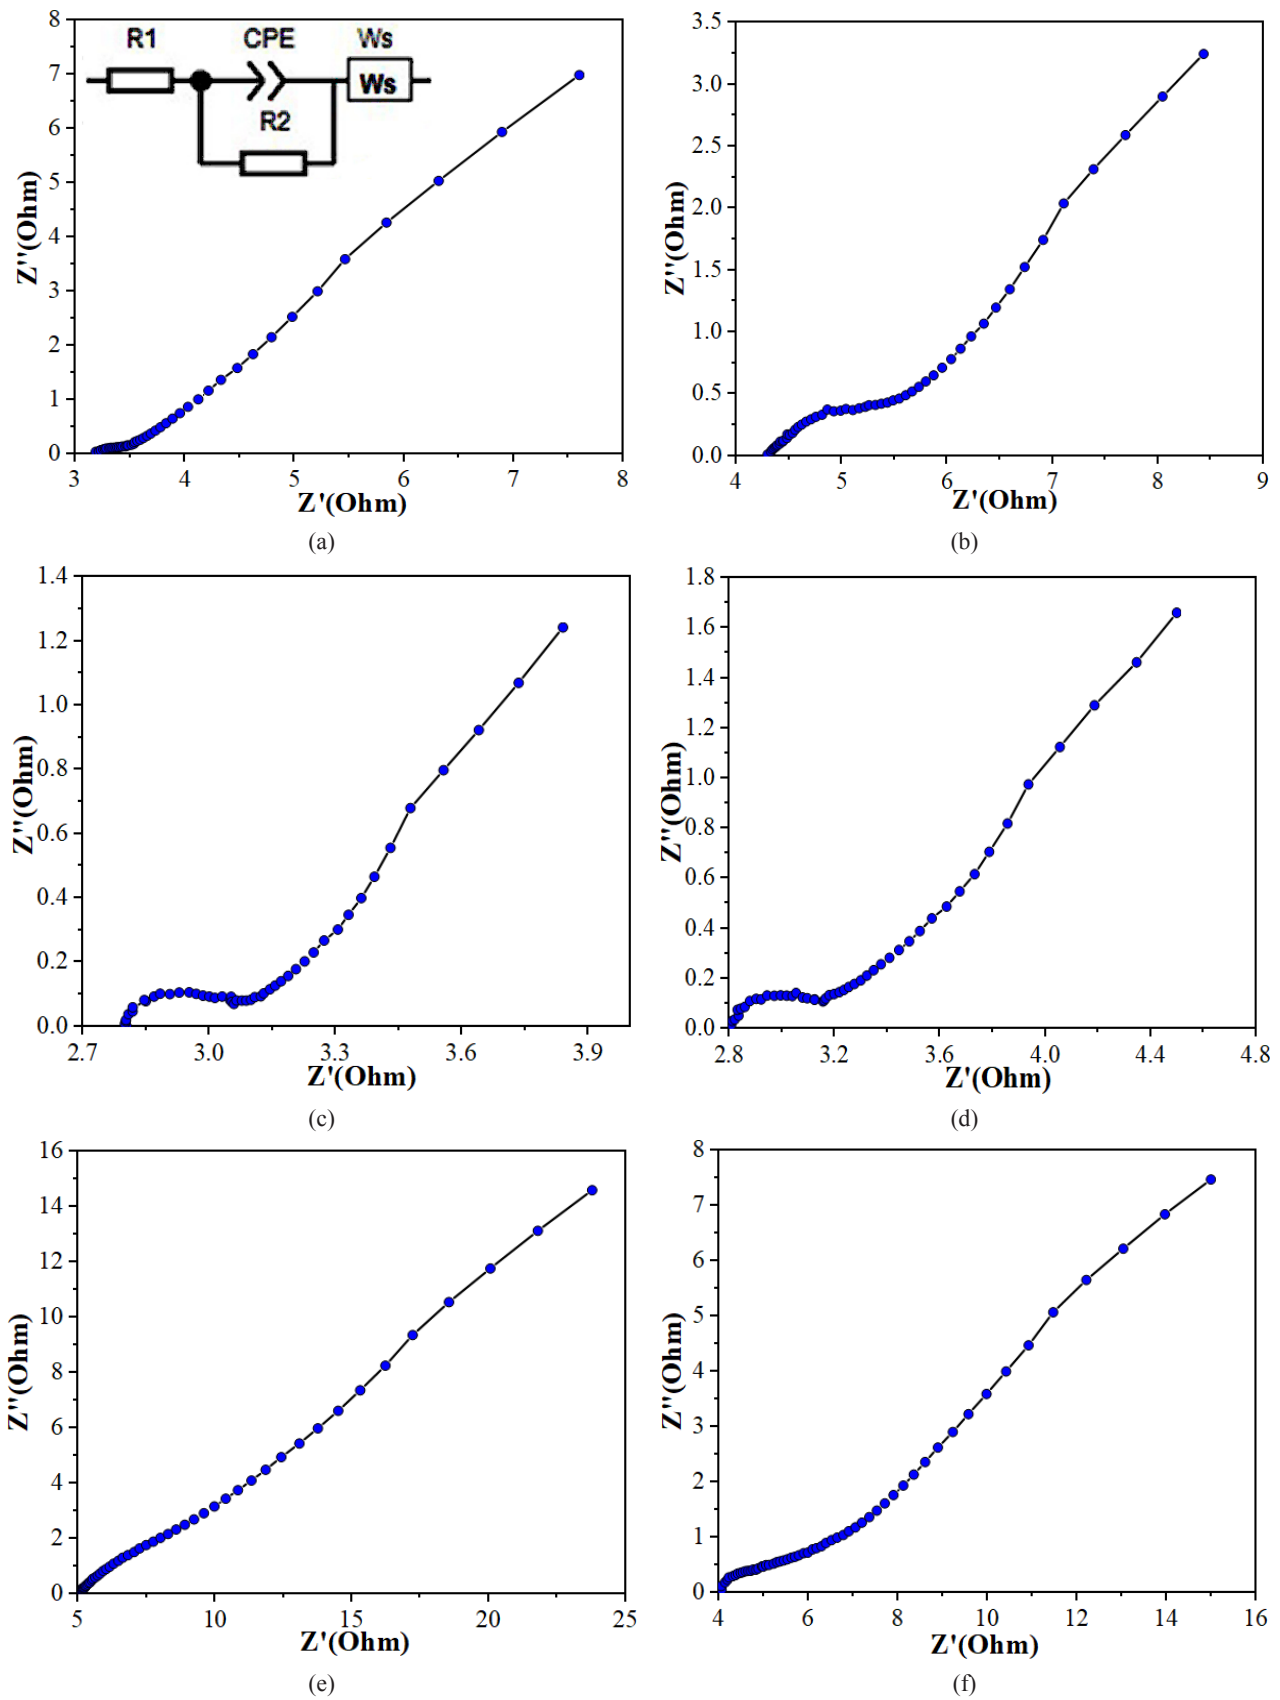 R1 CPE Ws
Ws
R2
8
7
6
5
4
3
2
1
0
3 4 5 6 7 8
Z''(Ohm)
Z'(Ohm)
(a)
3.5
3.0
2.5
2.0
1.5
1.0
0.5
0.0
4 5 6 7 8 9
Z''(Ohm)
Z'(Ohm)
(b)
1.4
1.2
1.0
0.8
0.6
0.4
0.2
0.0
2.7 3.0 3.3 3.6 3.9
Z''(Ohm)
Z'(Ohm)
(c)
1.8
1.6
1.4
1.2
1.0
0.8
0.6
0.4
0.2
0.0
2.8 3.2 3.6 4.0 4.4 4.8
Z''(Ohm)
Z'(Ohm)
(d)
16
14
12
10
8
6
4
2
0
5 10 15 20 25
Z''(Ohm)
Z'(Ohm)
(e)
8
7
6
5
4
3
2
1
0
4 6 8 10 12 14 16
Z''(Ohm)
Z'(Ohm)
(f)